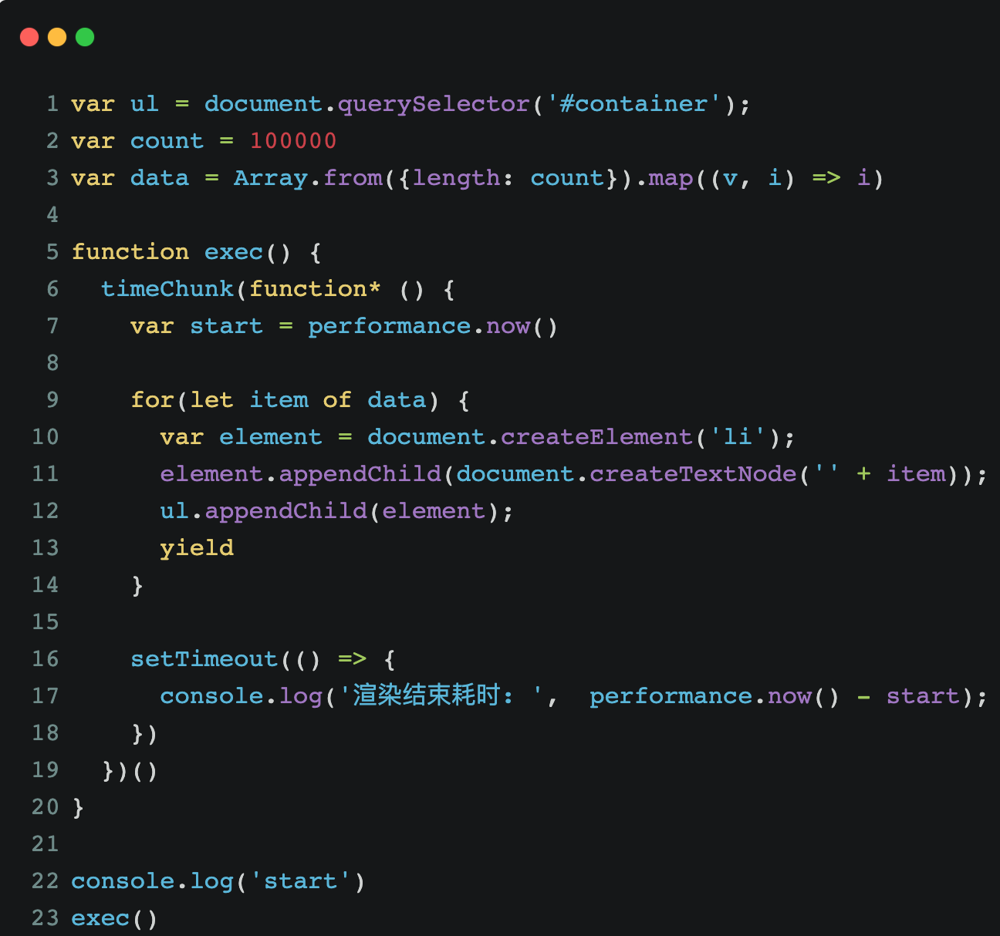 1 var ul = document.querySelector('#container');
2 var count = 100000
3 var data = Array.from({length: count}).map((v, i) => i)
4
5 function exec() {
6   timeChunk(function* () {
7     var start = performance.now()
8
9     for(let item of data) {
10       var element = document.createElement('li');
11       element.appendChild(document.createTextNode('' + item));
12       ul.appendChild(element);
13       yield
14     }
15
16     setTimeout(() => {
17       console.log('渲染结束耗时: ',  performance.now() - start);
18     })
19   })()
20 }
21
22 console.log('start')
23 exec()